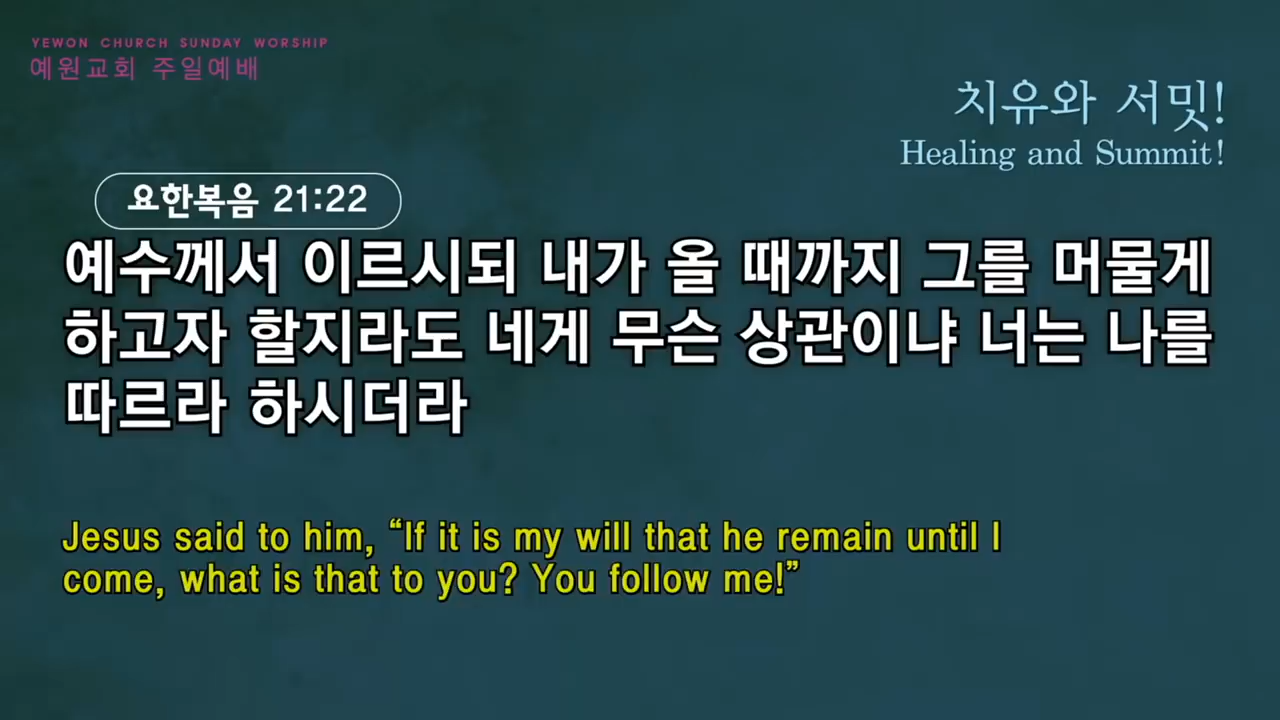 YEWON CHURCH SUNDAY WORSHIP
예원교회 주일예배
치유와 서밋!
Healing and Summit!
요한복음 21:22
예수께서 이르시되 내가 올 때까지 그를 머물게
하고자 할지라도 네게 무슨 상관이냐 너는 나를
따르라 하시더라
Jesus said to him, “If it is my will that he remain until I
come, what is that to you? You follow me!”